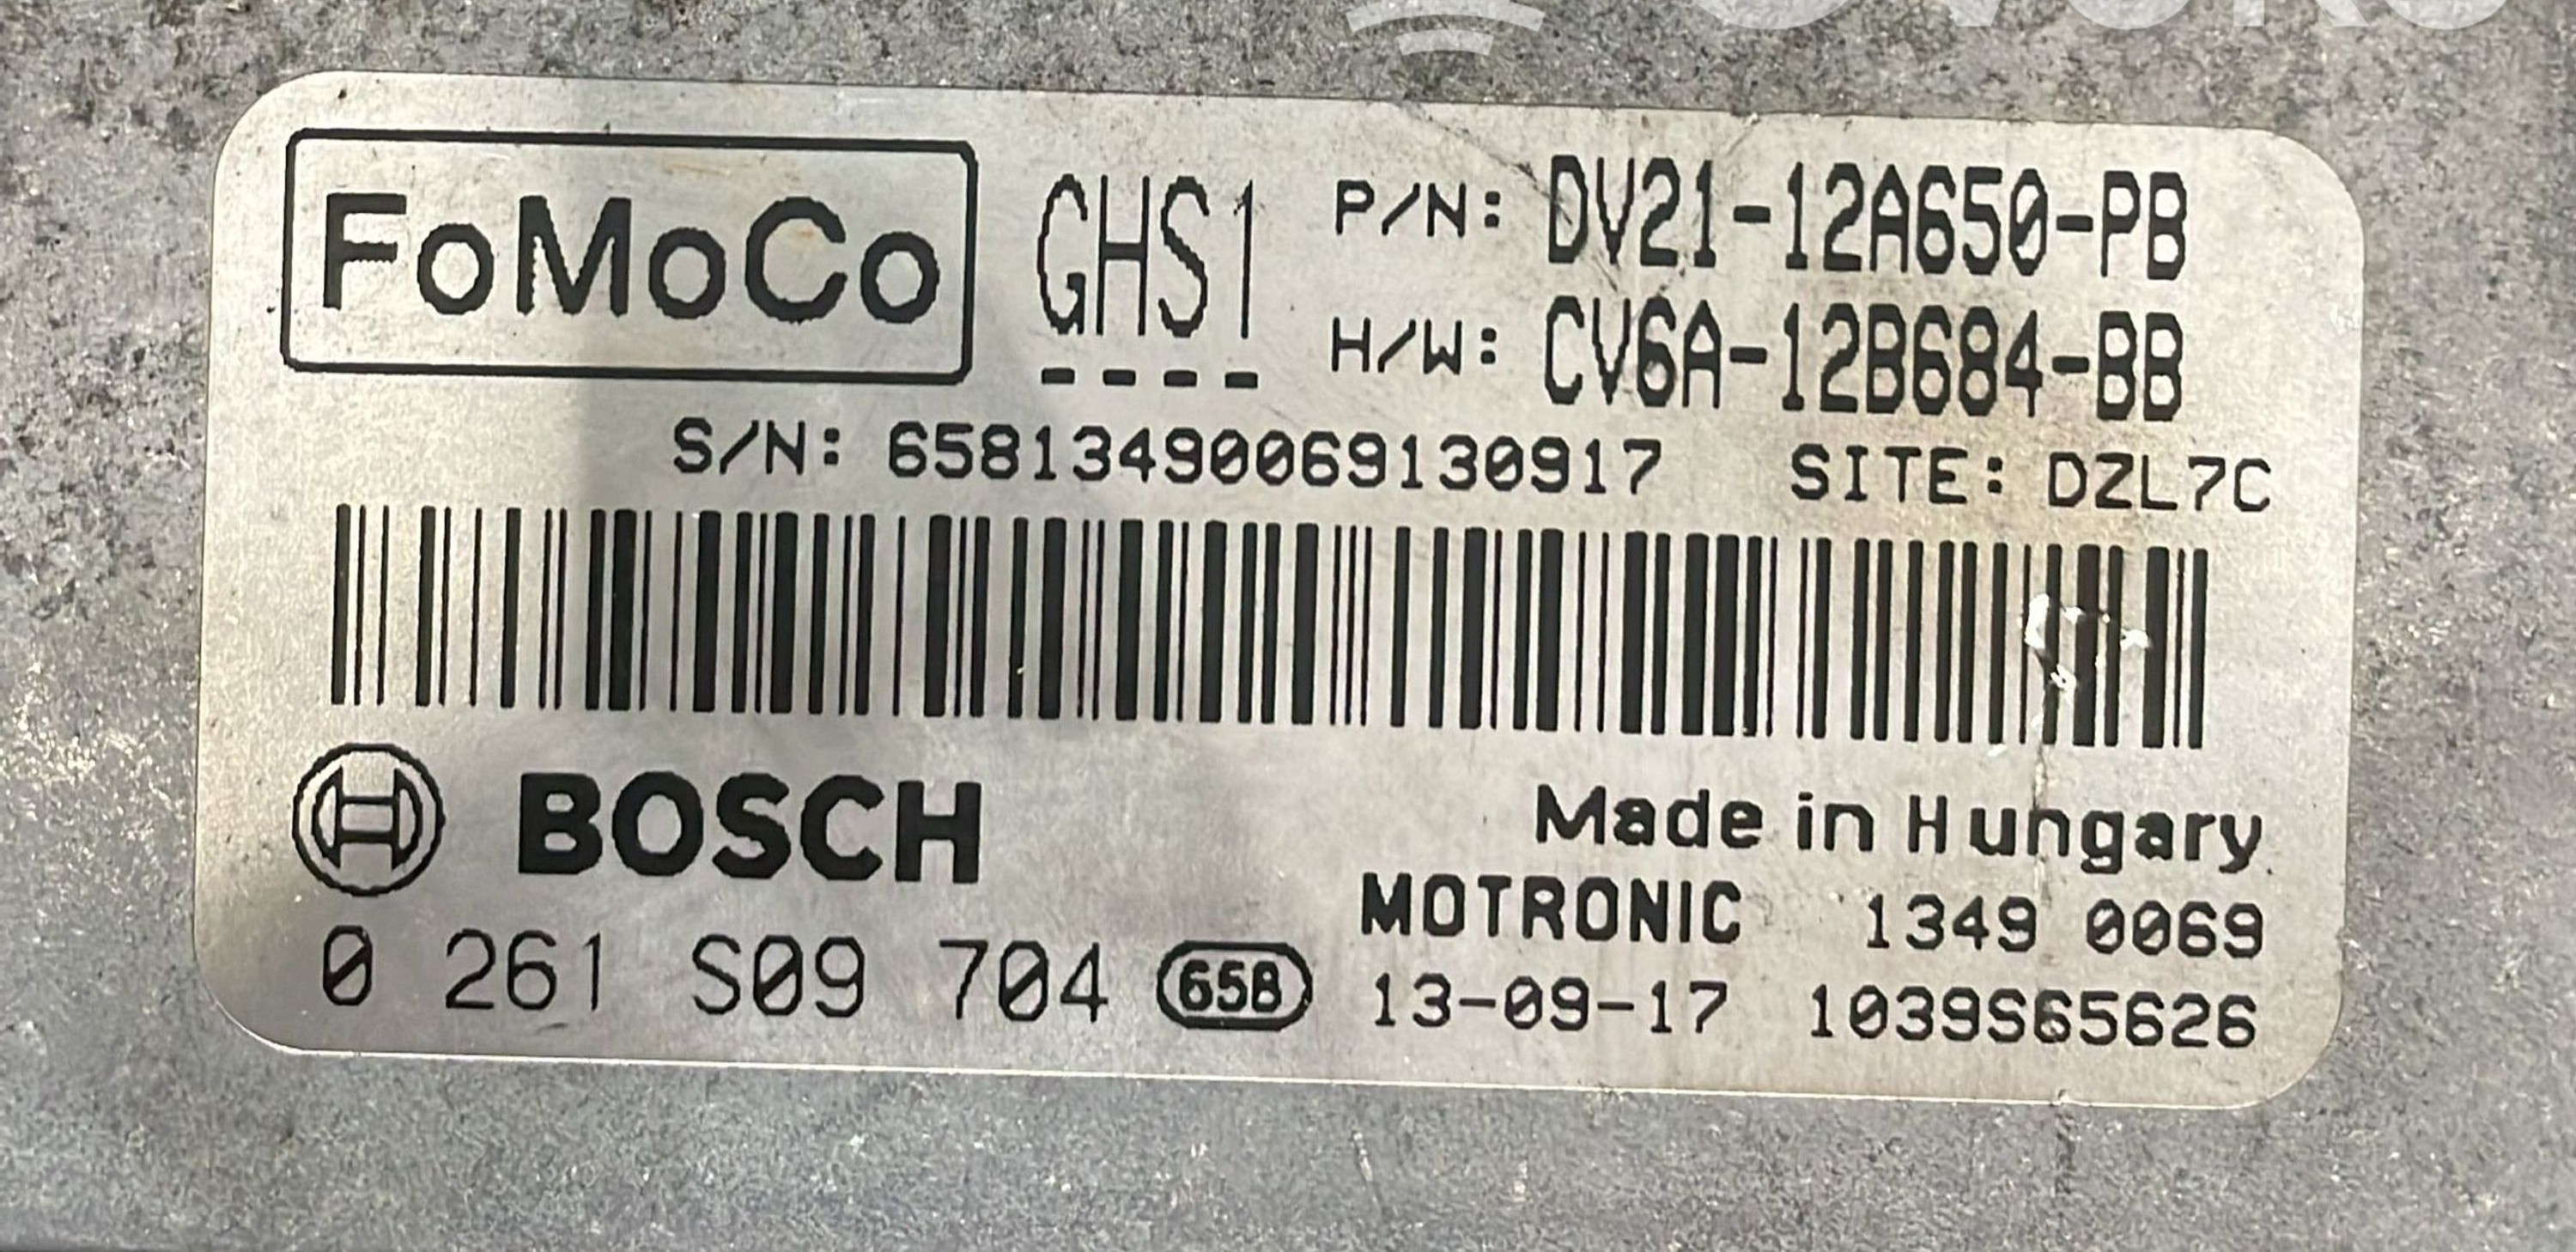 FoMoCo GHS1 P/N: DV21-12A650-PB
---- H/W: CV6A-12B684-BB
S/N: 65813490069130917 SITE: DZL7C
BOSCH Made in Hungary
MOTRONIC 1349 0069
0 261 S09 704 658 13-09-17 1039S65626